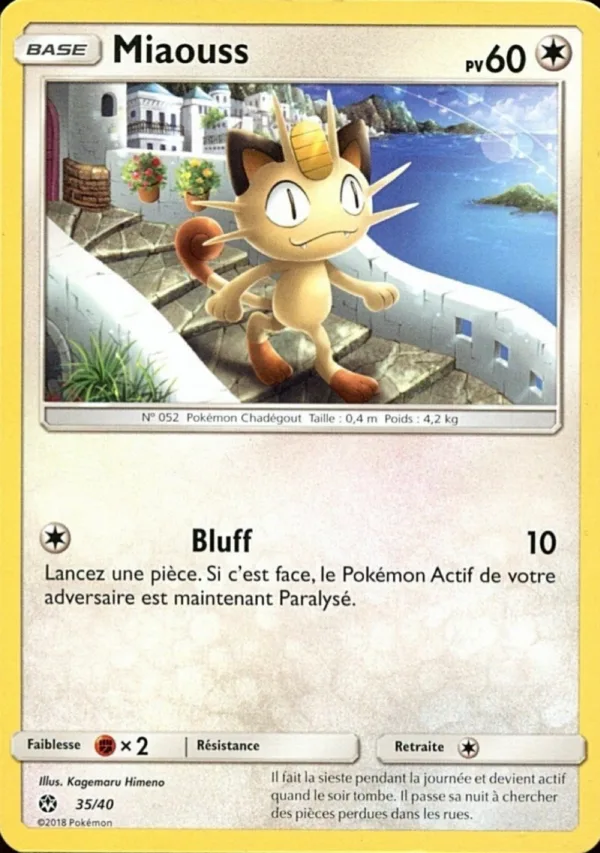 BASE Miaouss PV60
N° 052 Pokémon Chadégout Taille : 0,4 m Poids : 4,2 kg
Bluff 10
Lancez une pièce. Si c'est face, le Pokémon Actif de votre
adversaire est maintenant Paralysé.
Faiblesse ×2 Résistance Retraite
Illus. Kagemaru Himeno
35/40
©2018 Pokémon
Il fait la sieste pendant la journée et devient actif
quand le soir tombe. Il passe sa nuit à chercher
des pièces perdues dans les rues.